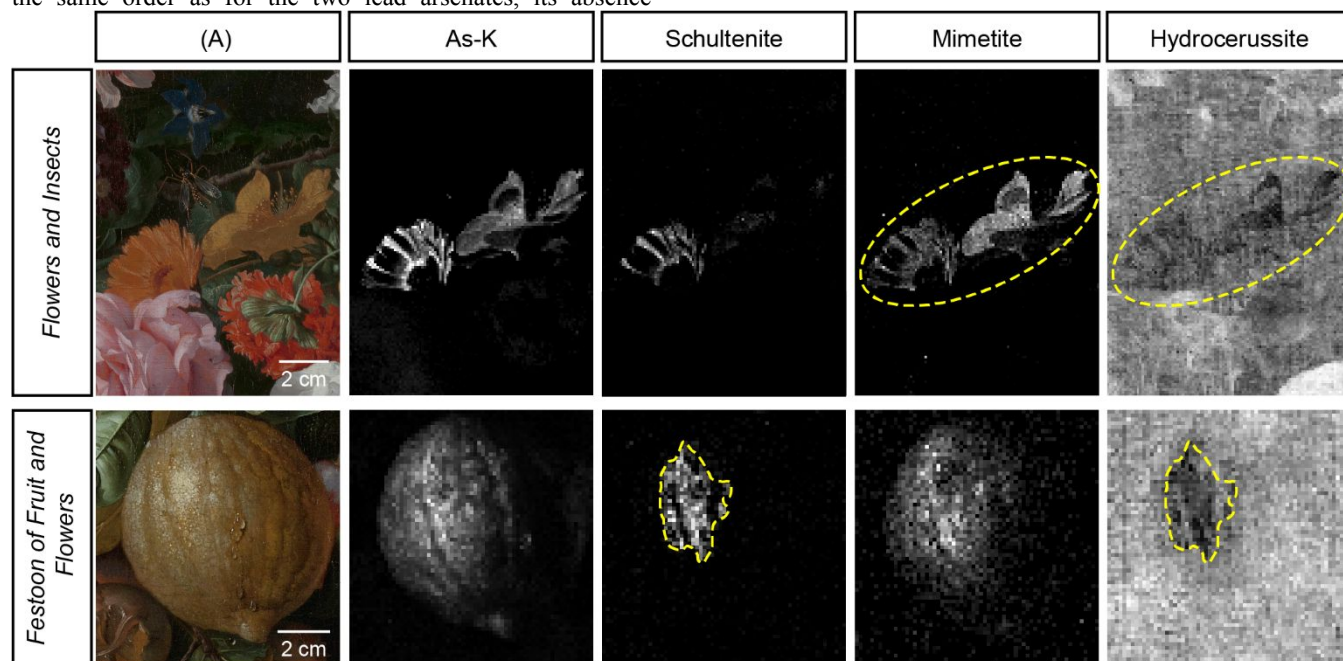 the same order as for the two lead arsenates, its absence
(A)
As-K
Schultenite
Mimetite
Hydrocerussite
Flowers and Insects
2 cm
Festoon of Fruit and
Flowers
2 cm